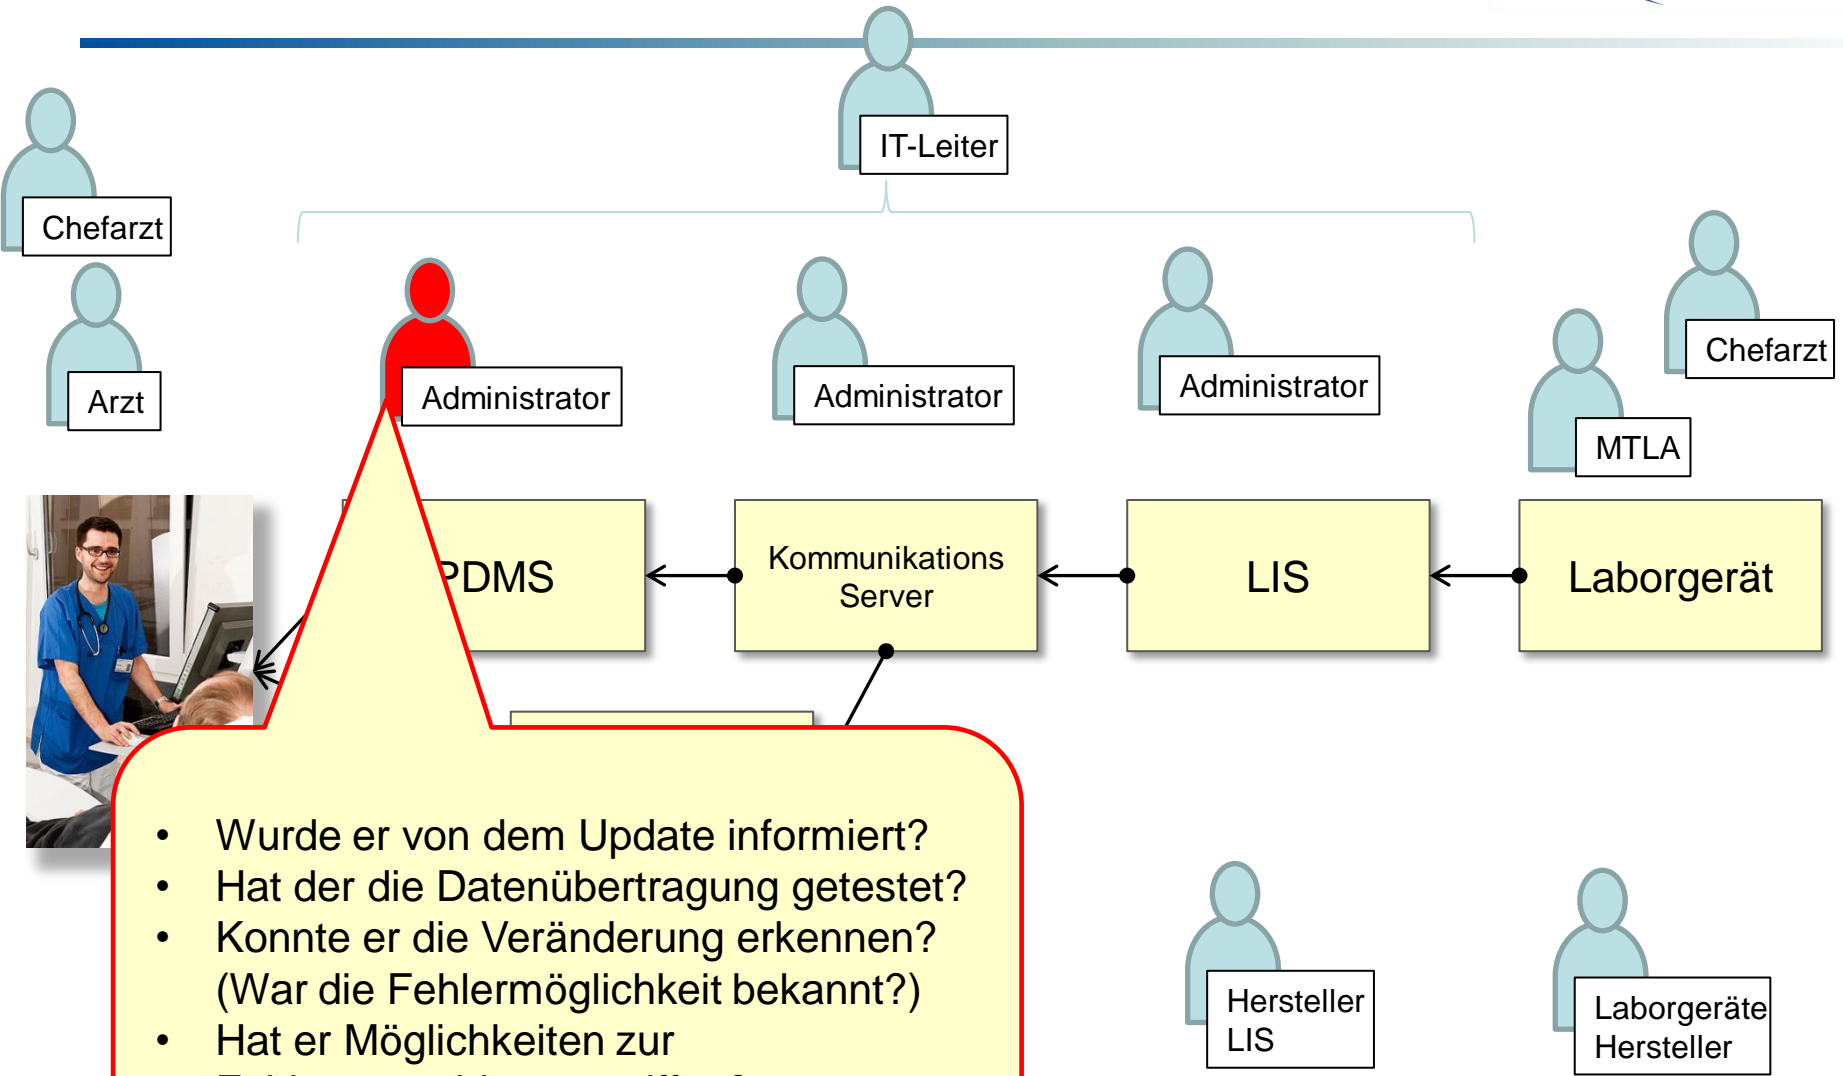 IT-Leiter
Chefarzt
Arzt
Administrator
Administrator
Administrator
Chefarzt
MTLA
PDMS
Kommunikations
Server
LIS
Laborgerät
• Wurde er von dem Update informiert?
• Hat der die Datenübertragung getestet?
• Konnte er die Veränderung erkennen?
(War die Fehlermöglichkeit bekannt?)
• Hat er Möglichkeiten zur
Hersteller
LIS
Laborgeräte
Hersteller